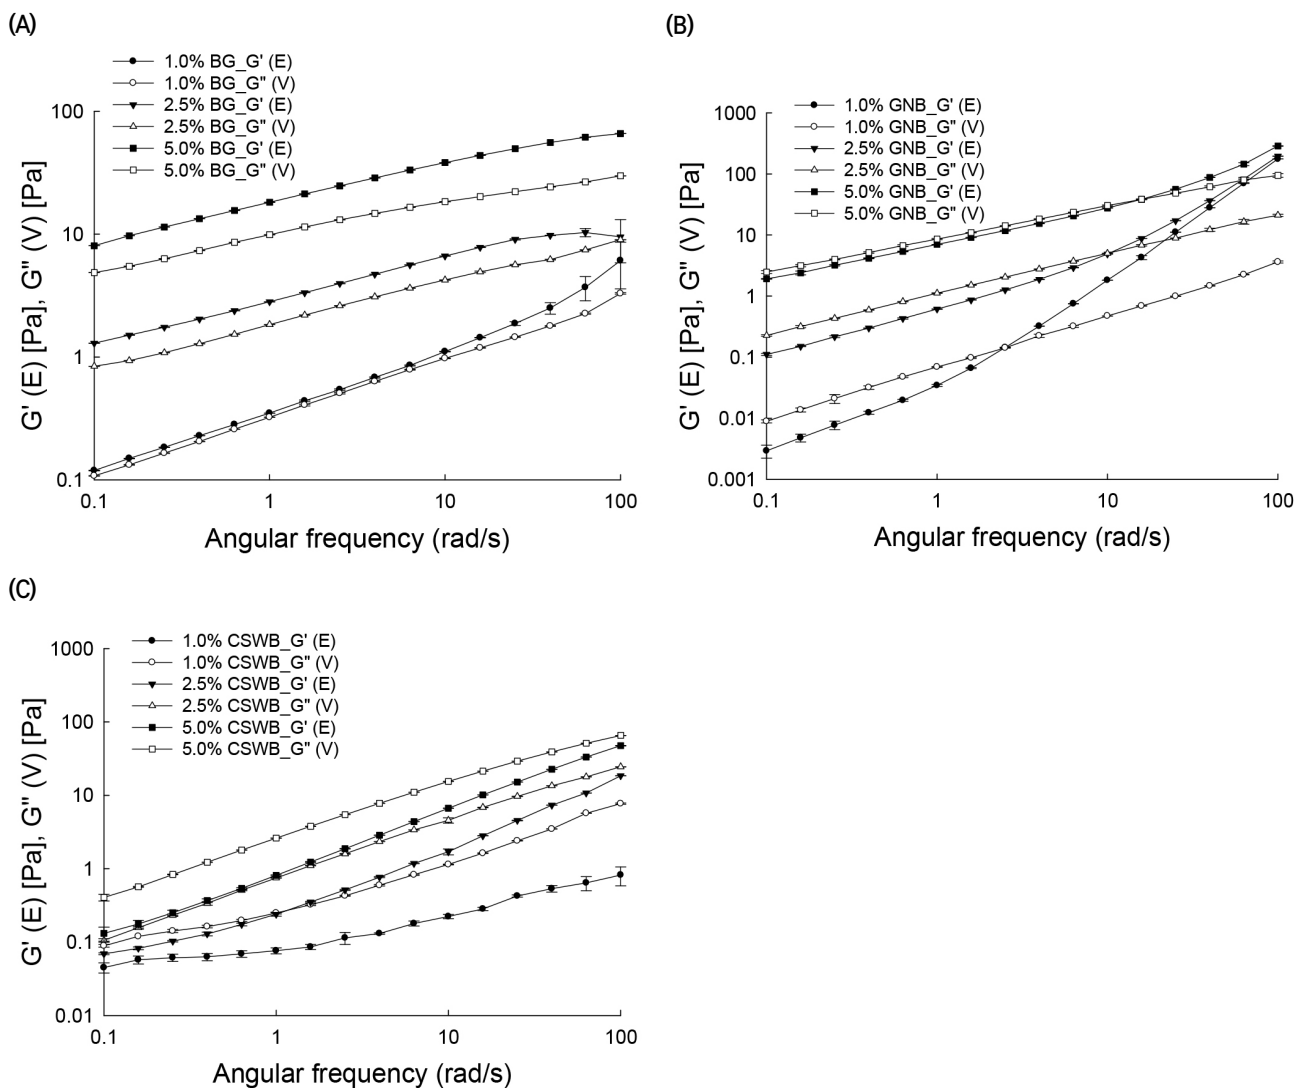 (A)
1.0% BG_G' (E)
1.0% BG_G" (V)
2.5% BG_G' (E)
2.5% BG_G" (V)
5.0% BG_G' (E)
5.0% BG_G" (V)
G' (E) [Pa], G" (V) [Pa]
100
10
1
0.1
0.1 1 10 100
Angular frequency (rad/s)
(B)
1.0% GNB_G' (E)
1.0% GNB_G" (V)
2.5% GNB_G' (E)
2.5% GNB_G" (V)
5.0% GNB_G' (E)
5.0% GNB_G" (V)
G' (E) [Pa], G" (V) [Pa]
1000
100
10
1
0.1
0.01
0.001
0.1 1 10 100
Angular frequency (rad/s)
(C)
1.0% CSWB_G' (E)
1.0% CSWB_G" (V)
2.5% CSWB_G' (E)
2.5% CSWB_G" (V)
5.0% CSWB_G' (E)
5.0% CSWB_G" (V)
G' (E) [Pa], G" (V) [Pa]
1000
100
10
1
0.1
0.01
0.1 1 10 100
Angular frequency (rad/s)